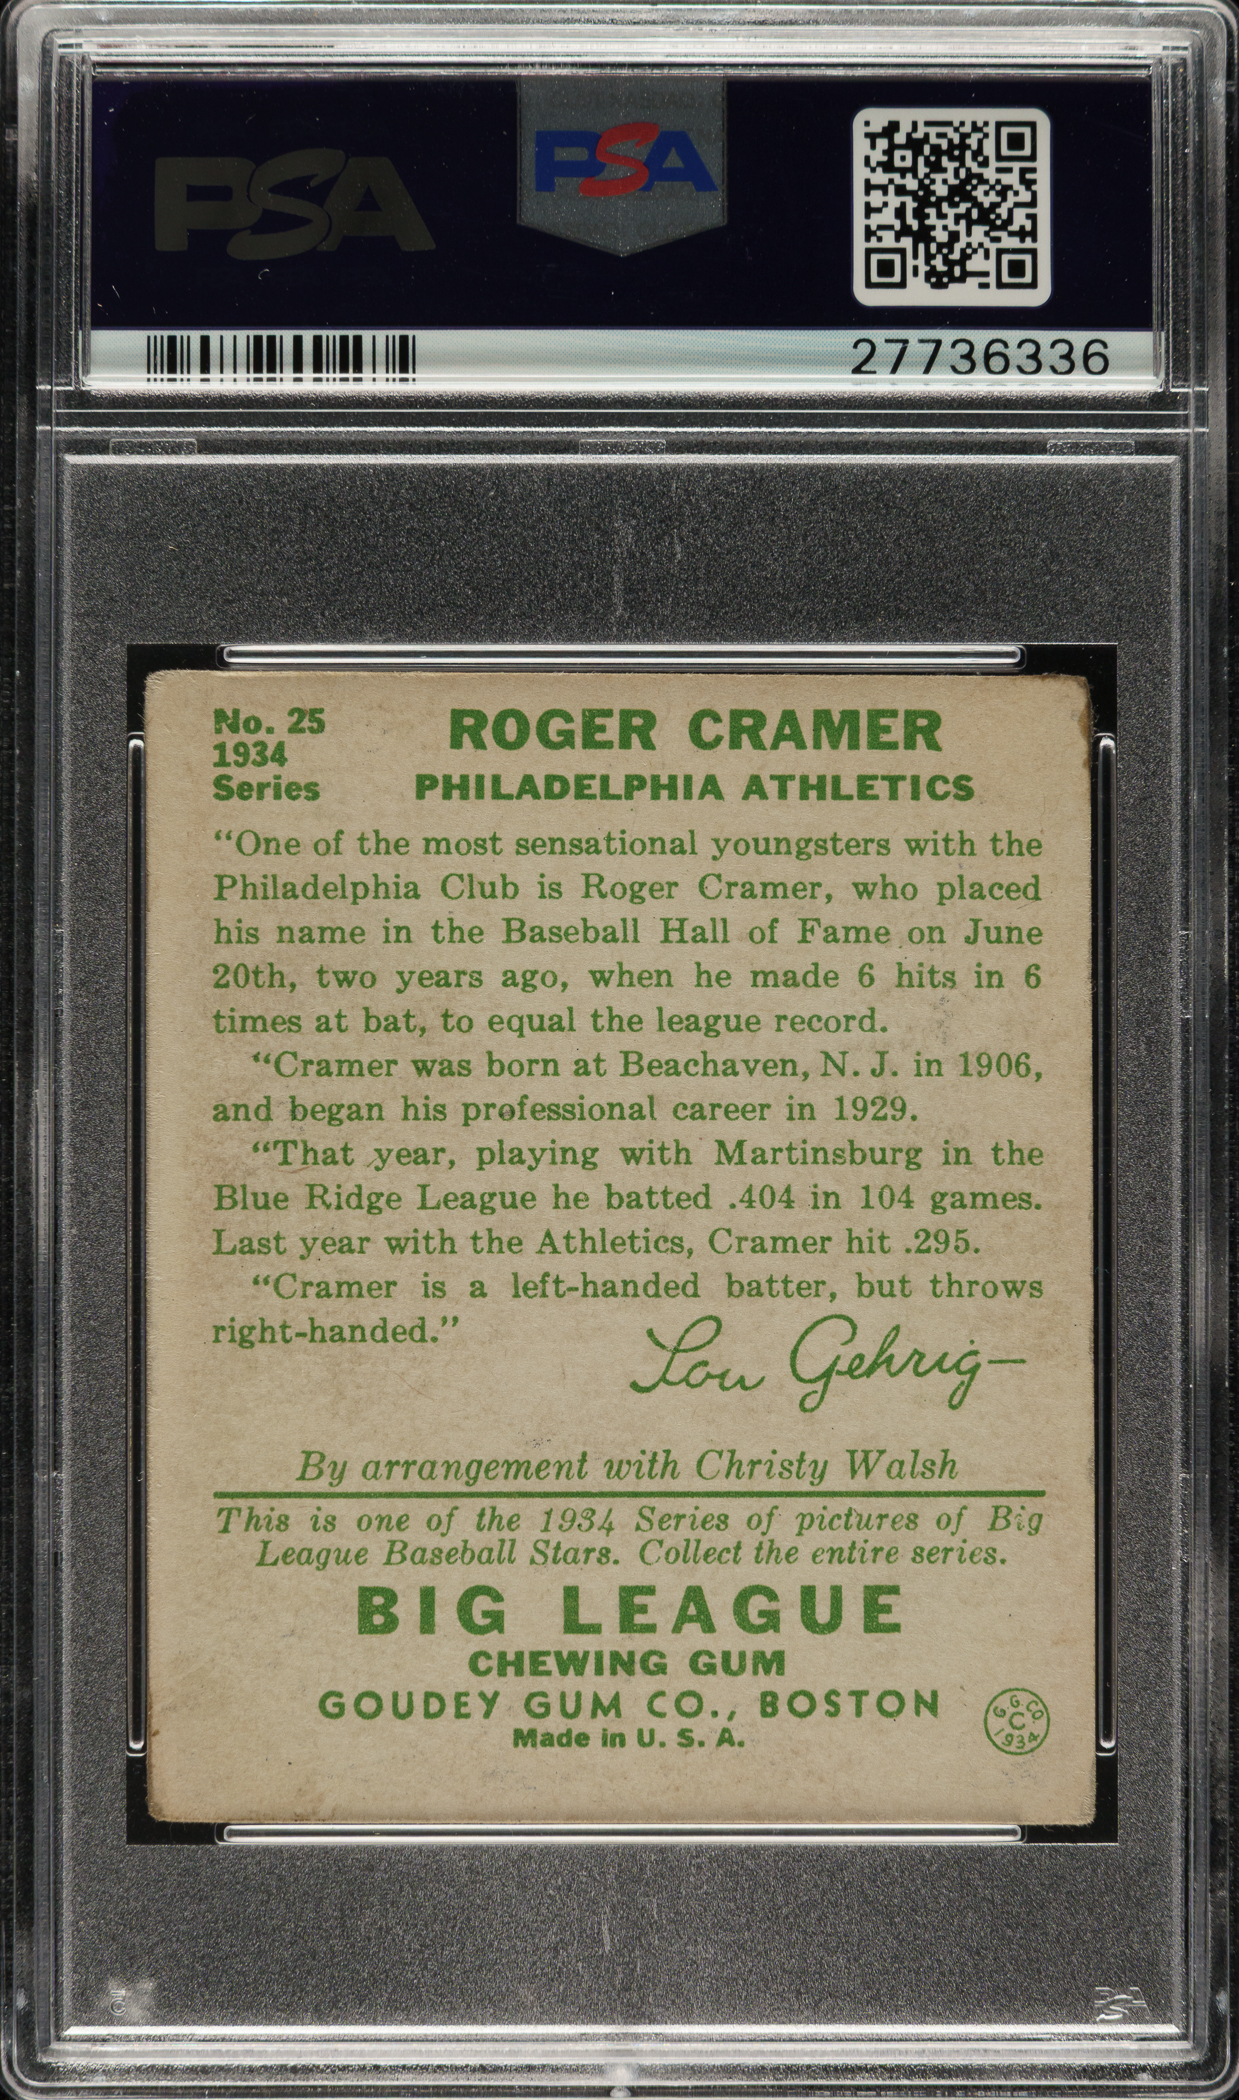 PSA
PSA
27736336
No. 25
1934
Series
ROGER CRAMER
PHILADELPHIA ATHLETICS
“One of the most sensational youngsters with the
Philadelphia Club is Roger Cramer, who placed
his name in the Baseball Hall of Fame on June
20th, two years ago, when he made 6 hits in 6
times at bat, to equal the league record.
“Cramer was born at Beachaven, N. J. in 1906,
and began his professional career in 1929.
“That year, playing with Martinsburg in the
Blue Ridge League he batted .404 in 104 games.
Last year with the Athletics, Cramer hit .295.
“Cramer is a left-handed batter, but throws
right-handed.”
Lou Gehrig—
By arrangement with Christy Walsh
This is one of the 1934 Series of pictures of Big
League Baseball Stars. Collect the entire series.
BIG LEAGUE
CHEWING GUM
GOUDEY GUM CO., BOSTON
Made in U. S. A.
G. G. CO.
C
1934
PSA